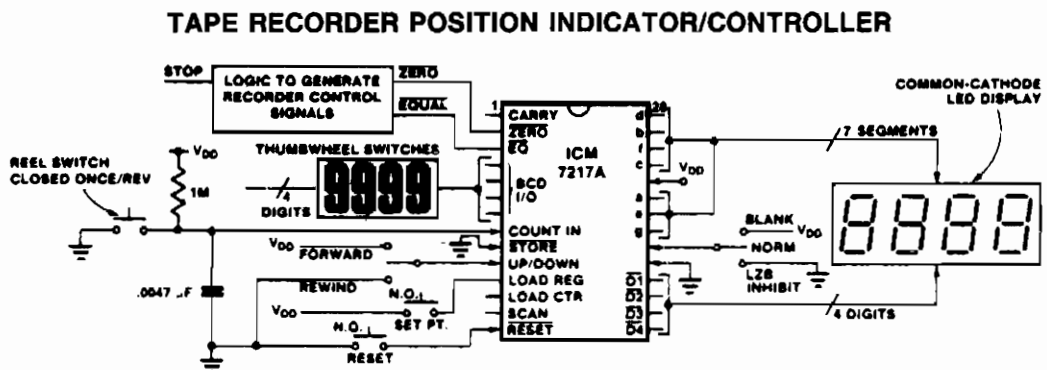 TAPE RECORDER POSITION INDICATOR/CONTROLLER
STOP
LOGIC TO GENERATE
RECORDER CONTROL
SIGNALS
ZERO
EQUAL
COMMON-CATHODE
LED DISPLAY
REEL SWITCH
CLOSED ONCE/REV
VDD
1M
THUMBWHEEL SWITCHES
4
DIGITS
9999
1
28
CARRY
ZERO
EQ
BCD
I/O
COUNT IN
STORE
UP/DOWN
LOAD REG
LOAD CTR
SCAN
RESET
ICM
7217A
d
b
f
c
a
e
g
D1
D2
D3
D4
VDD
7 SEGMENTS
8888
BLANK
VDD
NORM
LZB
INHIBIT
4 DIGITS
VDD
FORWARD
REWIND
.0047 µF
VDD
N.O.
SET PT.
N.O.
RESET